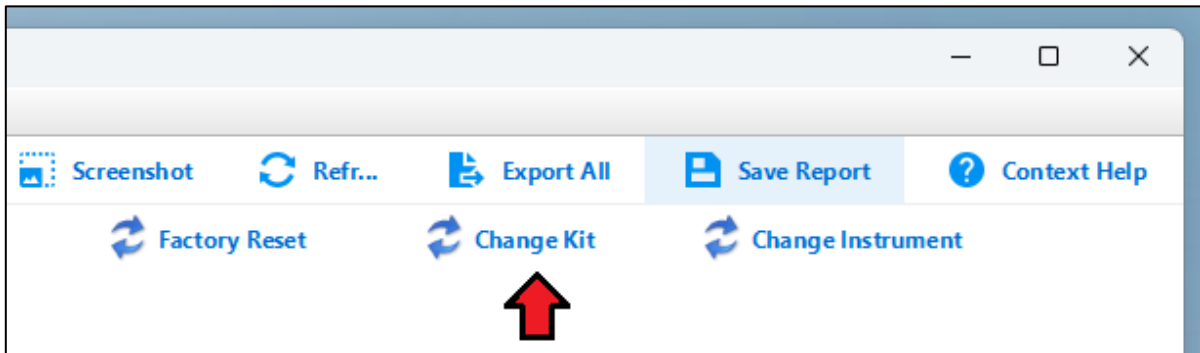 Screenshot Refr... Export All Save Report Context Help
Factory Reset Change Kit Change Instrument